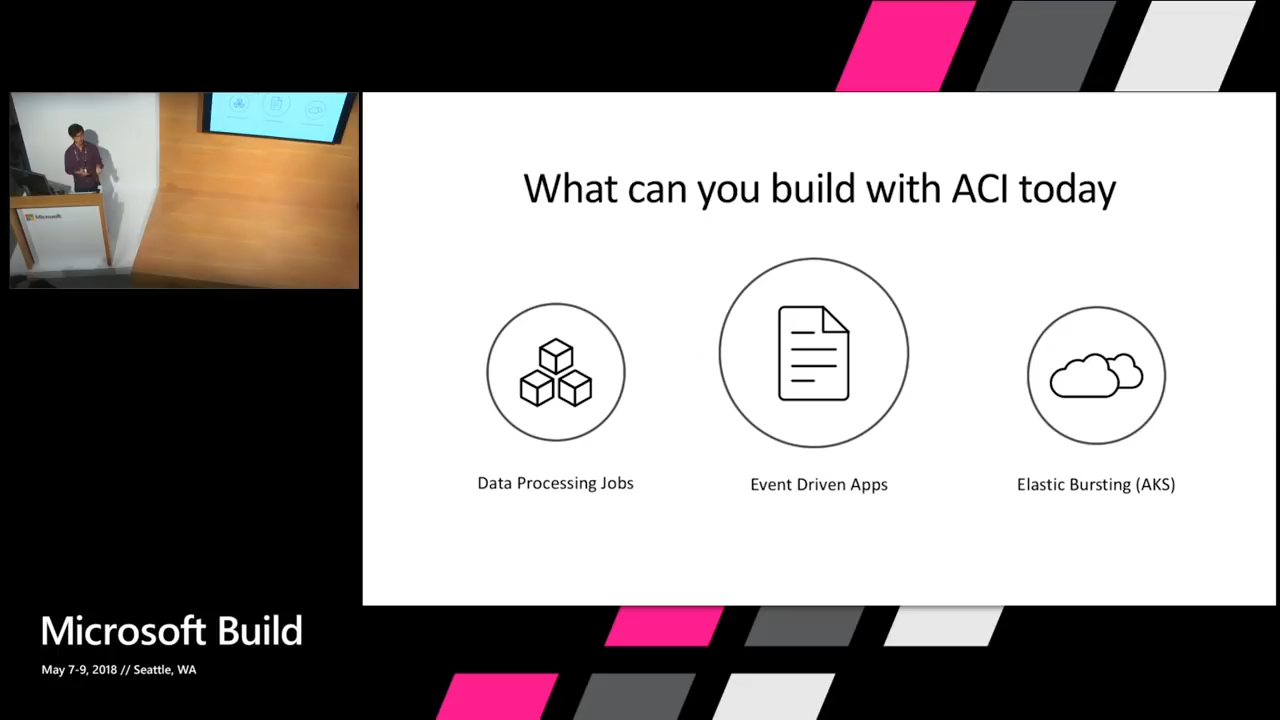 What can you build with ACI today
Data Processing Jobs
Event Driven Apps
Elastic Bursting (AKS)
Microsoft
Microsoft Build
May 7-9, 2018 // Seattle, WA